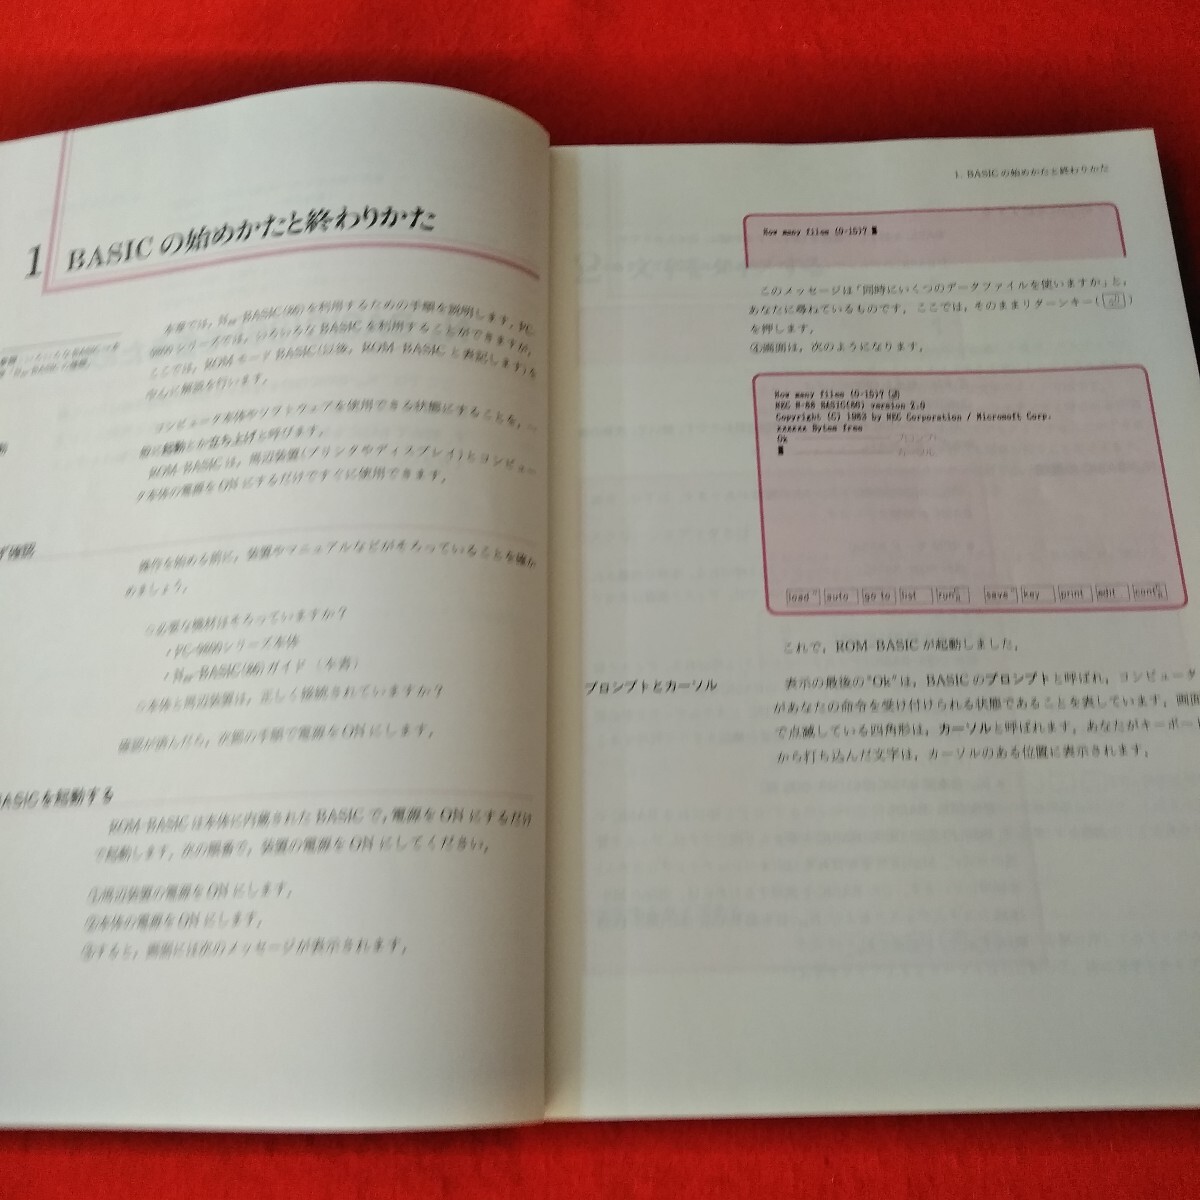 1 BASICの始めかたと終わりかた
本章では，N88-BASIC(86)を利用するための手順を説明します．PC-
9800シリーズでは，いろいろなBASICを利用することができますが，
ここでは，ROMモードBASIC(以後，ROM-BASICと表記します)を
中心に解説を行います．
コンピュータ本体やソフトウェアを使用できる状態にすることを，一
般に起動とか立ち上げと呼びます．
ROM-BASICは，周辺装置(プリンタやディスプレイ)とコンピュー
タ本体の電源をONにするだけですぐに使用できます．
操作を始める前に，装置やマニュアルなどがそろっていることを確か
めましょう．
○必要な機材はそろっていますか？
・PC-9800シリーズ本体
・N88-BASIC(86)ガイド（本書）
○本体と周辺装置は，正しく接続されていますか？
確認が済んだら，次節の手順で電源をONにします．
BASICを起動する
ROM-BASICは本体に内蔵されたBASICで，電源をONにするだけ
で起動します．次の順番で，装置の電源をONにしてください．
①周辺装置の電源をONにします．
②本体の電源をONにします．
③すると，画面には次のメッセージが表示されます．
1. BASICの始めかたと終わりかた
How many files (0-15)?
このメッセージは「同時にいくつのデータファイルを使いますか」と，
あなたに尋ねているものです．ここでは，そのままリターンキー(⏎)
を押します．
④画面は，次のようになります．
How many files (0-15)? ⏎
NEC N-88 BASIC(86) version 2.0
Copyright (C) 1983 by NEC Corporation / Microsoft Corp.
xxxxxx Bytes free
Ok プロンプト
カーソル
load " auto go to list run save " key print edit cont
これで，ROM-BASICが起動しました．
プロンプトとカーソル
表示の最後の"Ok"は，BASICのプロンプトと呼ばれ，コンピュータ
があなたの命令を受け付けられる状態であることを表しています．画面
で点滅している四角形は，カーソルと呼ばれます．あなたがキーボード
から打ち込んだ文字は，カーソルのある位置に表示されます．